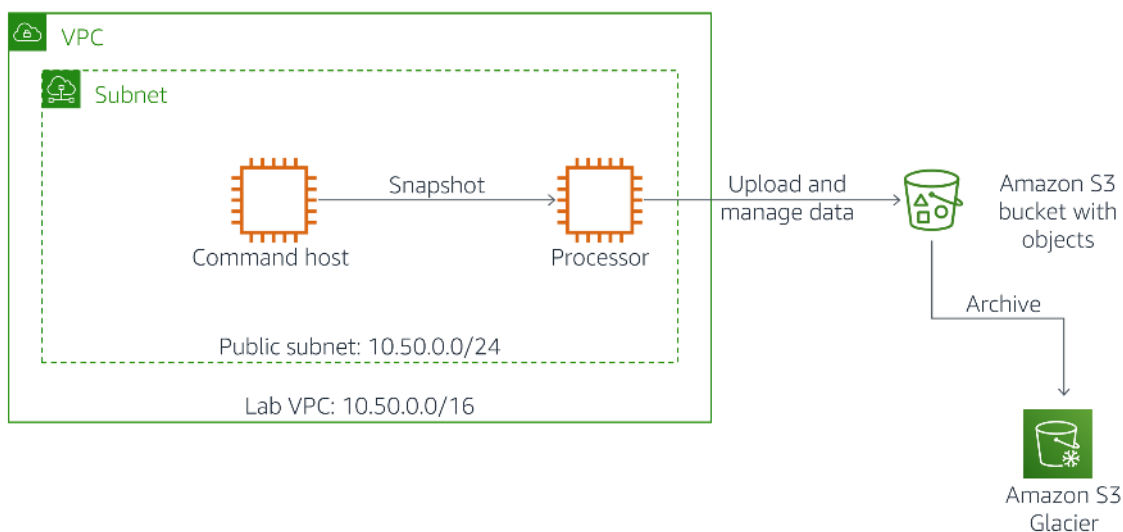 VPC
Subnet
Snapshot
Upload and
manage data
Amazon S3
bucket with
objects
Command host
Processor
Archive
Public subnet: 10.50.0.0/24
Lab VPC: 10.50.0.0/16
Amazon S3
Glacier